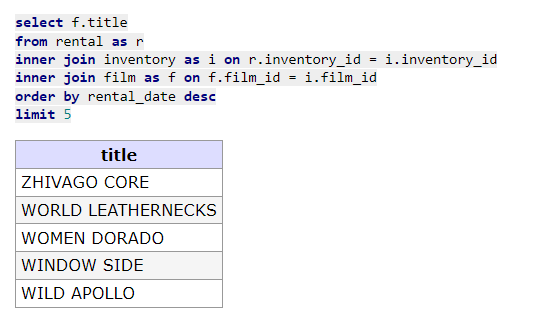 select f.title
from rental as r
inner join inventory as i on r.inventory_id = i.inventory_id
inner join film as f on f.film_id = i.film_id
order by rental_date desc
limit 5
title
ZHIVAGO CORE
WORLD LEATHERNECKS
WOMEN DORADO
WINDOW SIDE
WILD APOLLO